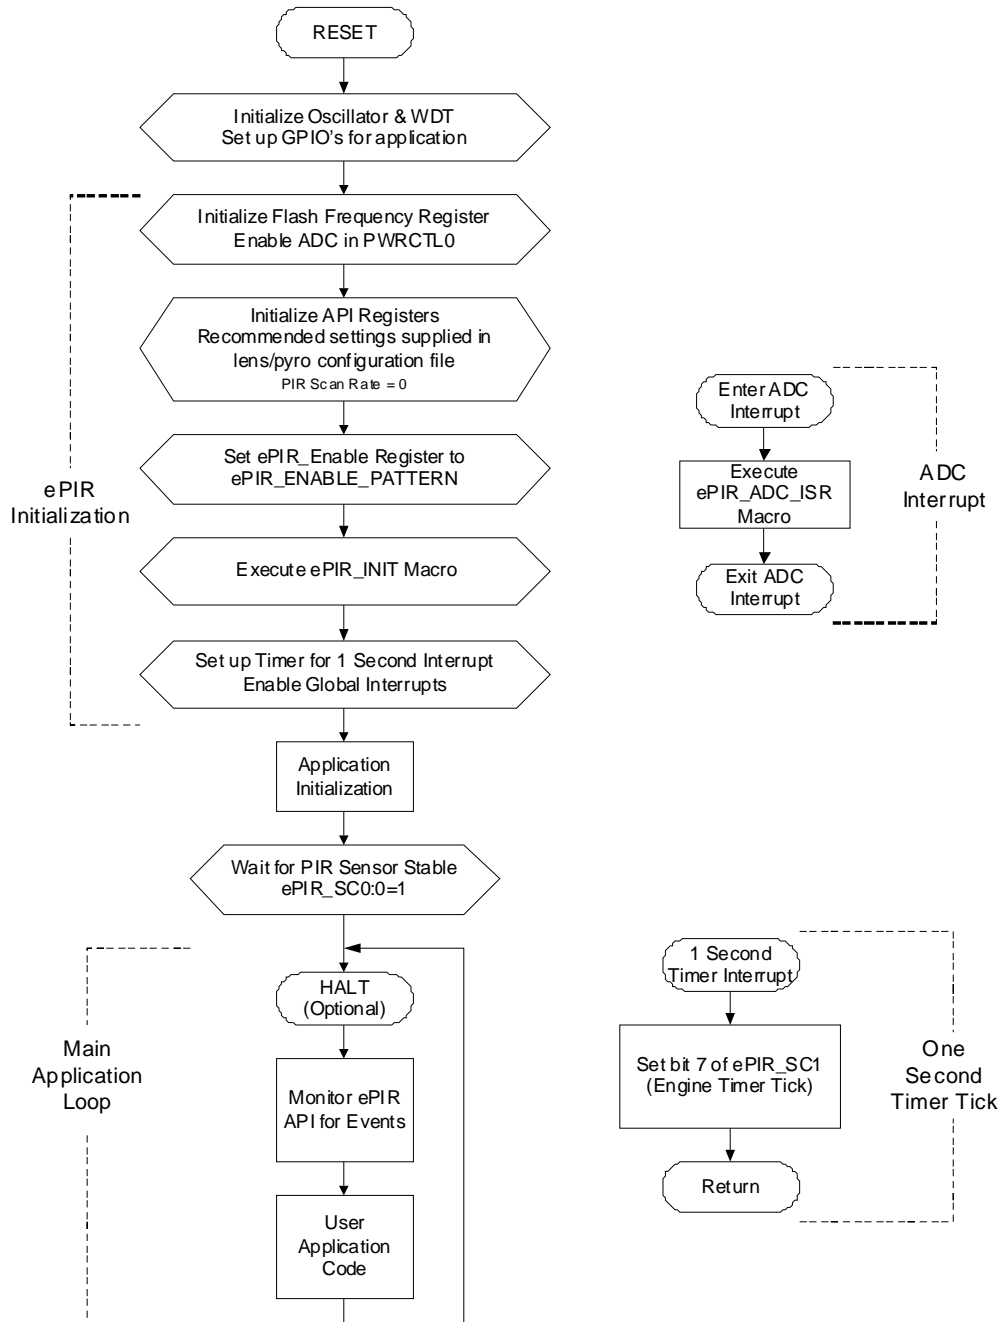 RESET
Initialize Oscillator & WDT
Set up GPIO's for application
Initialize Flash Frequency Register
Enable ADC in PWRCTL0
Initialize API Registers
Recommended settings supplied in
lens/pyro configuration file
PIR Scan Rate = 0
Set ePIR_Enable Register to
ePIR_ENABLE_PATTERN
Execute ePIR_INIT Macro
Set up Timer for 1 Second Interrupt
Enable Global Interrupts
ePIR
Initialization
Application
Initialization
Wait for PIR Sensor Stable
ePIR_SC0:0=1
HALT
(Optional)
Monitor ePIR
API for Events
User
Application
Code
Main
Application
Loop
Enter ADC
Interrupt
Execute
ePIR_ADC_ISR
Macro
Exit ADC
Interrupt
ADC
Interrupt
1 Second
Timer Interrupt
Set bit 7 of ePIR_SC1
(Engine Timer Tick)
Return
One
Second
Timer Tick